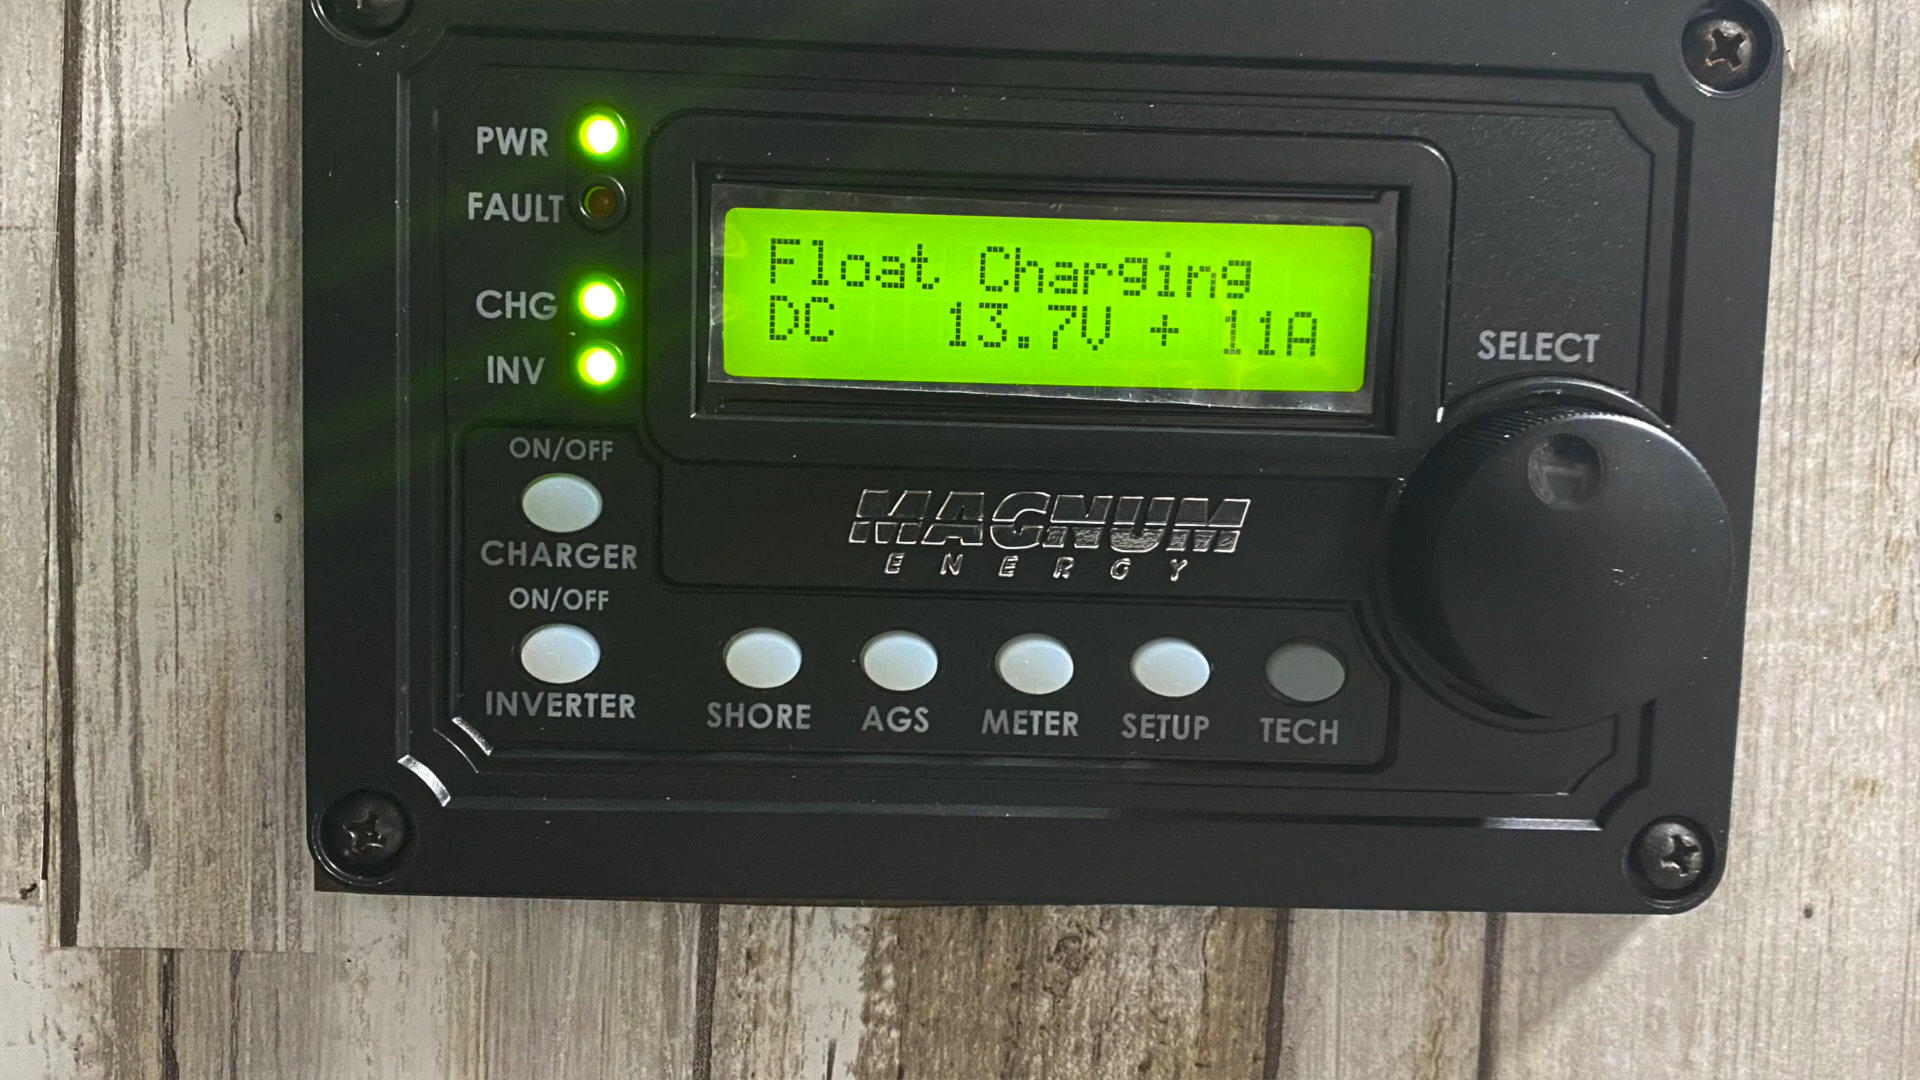 PWR
FAULT
CHG
INV
Float Charging
DC 13.7V + 11A
SELECT
ON/OFF
CHARGER
ON/OFF
INVERTER
MAGNUM
ENERGY
SHORE
AGS
METER
SETUP
TECH